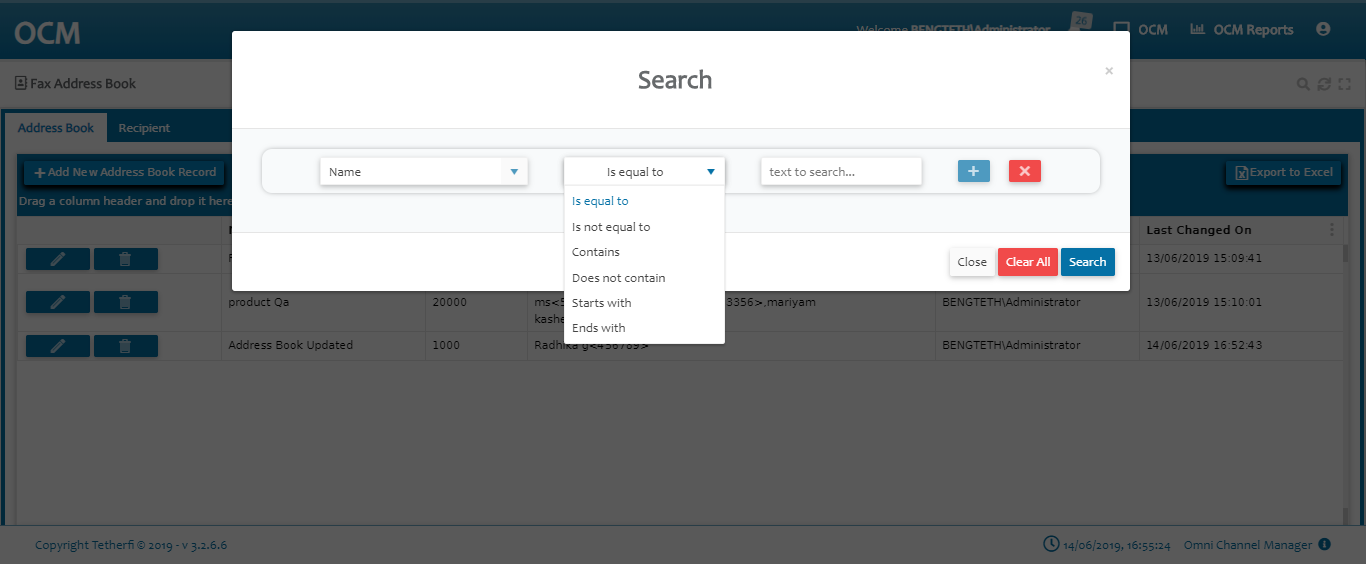 OCM
Welcome BENGTETH\Administrator
26
OCM
OCM Reports
Fax Address Book
Search
×
Address Book
Recipient
Name
Is equal to
text to search...
Is equal to
Is not equal to
Contains
Does not contain
Starts with
Ends with
Close
Clear All
Search
Add New Address Book Record
Export to Excel
Drag a column header and drop it here
Last Changed On
13/06/2019 15:09:41
product Qa
20000
ms<5
3356>,mariyam
kashe
BENGTETH\Administrator
13/06/2019 15:10:01
Address Book Updated
1000
Radhika g<456789>
BENGTETH\Administrator
14/06/2019 16:52:43
Copyright Tetherfi © 2019 - v 3.2.6.6
14/06/2019, 16:55:24
Omni Channel Manager